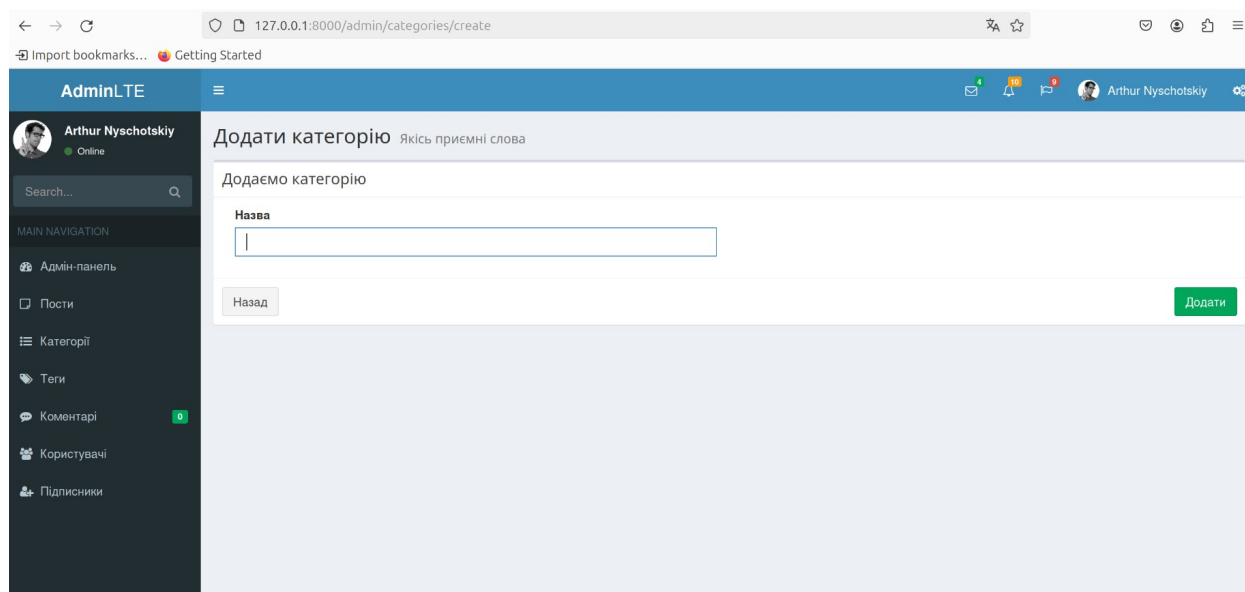 127.0.0.1:8000/admin/categories/create
Import bookmarks... Getting Started
AdminLTE
4 10 9 Arthur Nyschotskiy
Arthur Nyschotskiy
Online
Search...
MAIN NAVIGATION
Адмін-панель
Пости
Категорії
Теги
Коментарі 0
Користувачі
Підписники
Додати категорію Якісь приємні слова
Додаємо категорію
Назва
Назад Додати